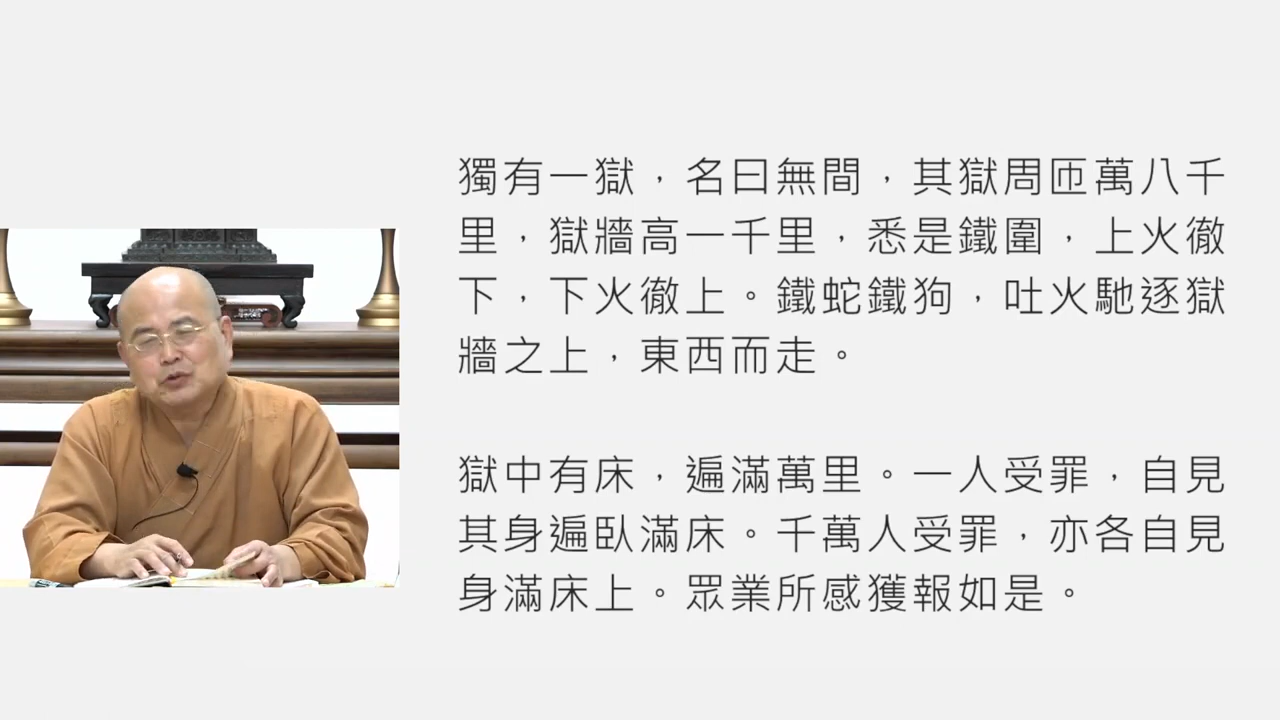 獨有一獄，名曰無間，其獄周匝萬八千
里，獄牆高一千里，悉是鐵圍，上火徹
下，下火徹上。鐵蛇鐵狗，吐火馳逐獄
牆之上，東西而走。
獄中有床，遍滿萬里。一人受罪，自見
其身遍臥滿床。千萬人受罪，亦各自見
身滿床上。眾業所感獲報如是。